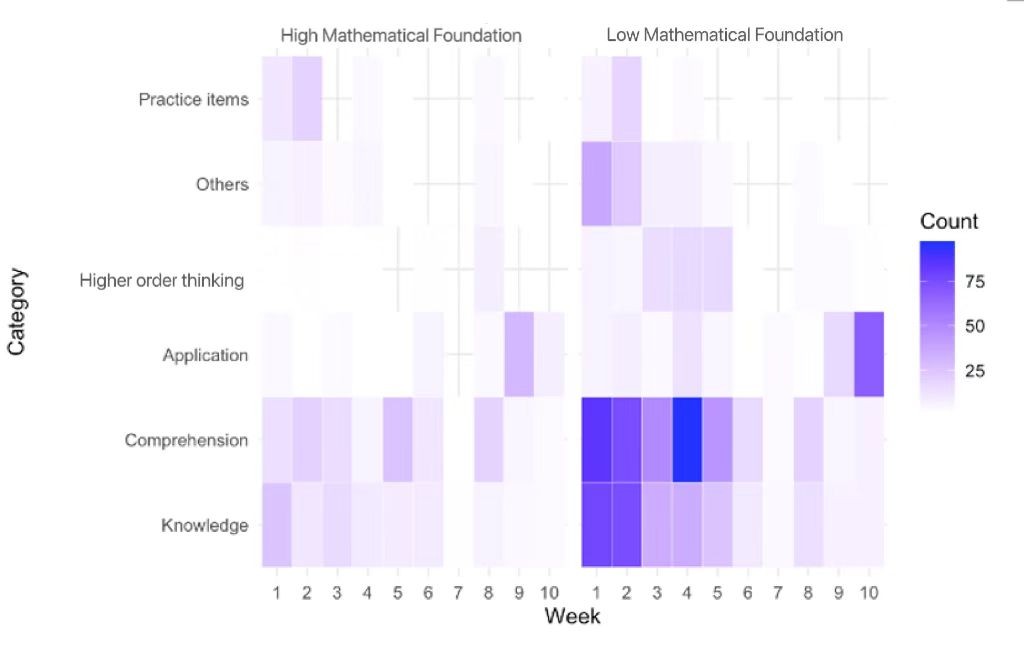 High Mathematical Foundation
Low Mathematical Foundation
Practice items
Others
Higher order thinking
Application
Comprehension
Knowledge
Category
1 2 3 4 5 6 7 8 9 10
1 2 3 4 5 6 7 8 9 10
Week
Count
75
50
25